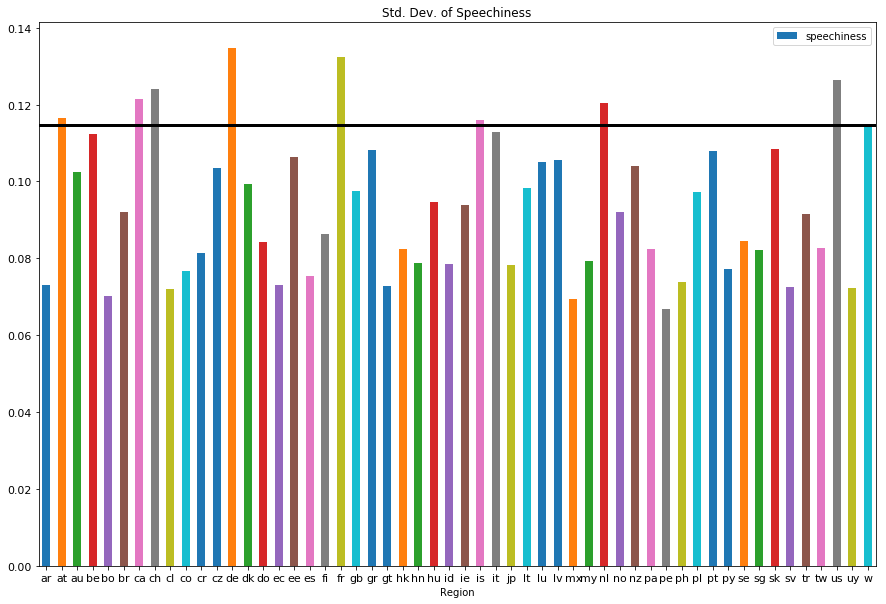 Std. Dev. of Speechiness
speechiness
0.14
0.12
0.10
0.08
0.06
0.04
0.02
0.00
ar at au be bo br ca ch cl co cr cz de dk do ec ee es fi fr gb gr gt hk hn hu id ie is it jp lt lu lv mx my nl no nz pa pe ph pl pt py se sg sk sv tr tw us uy w
Region